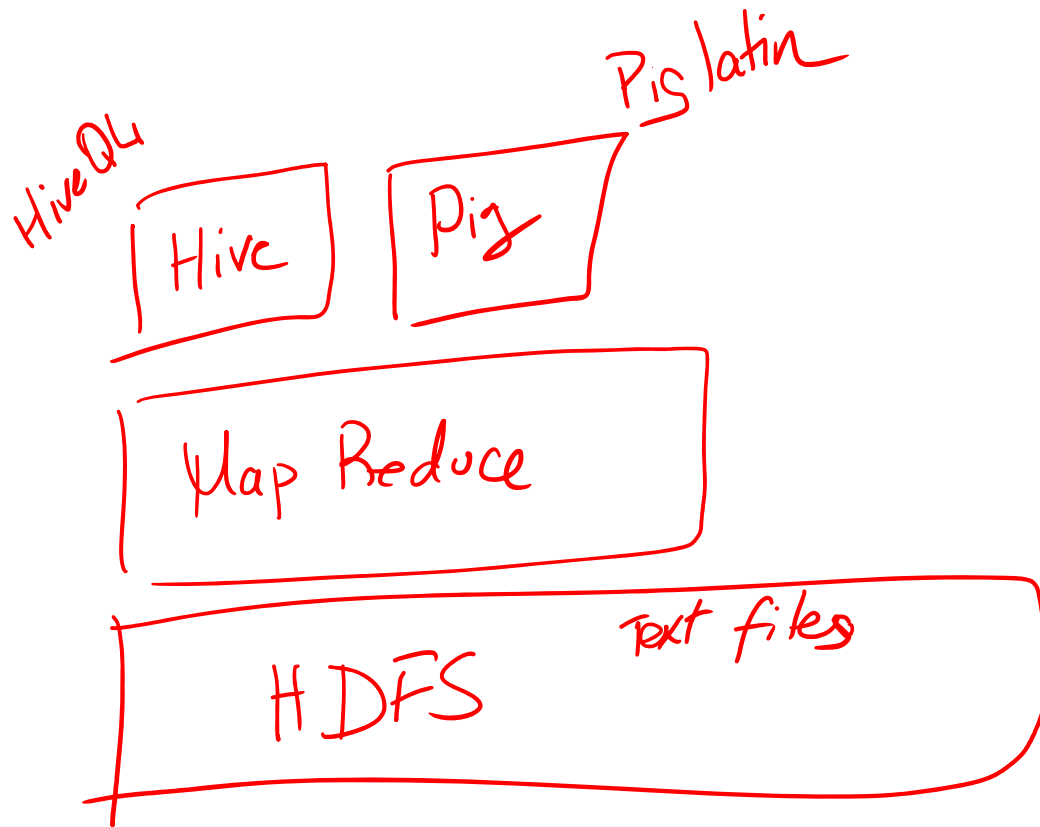 Pig latin
HiveQL
Hive
Pig
Map Reduce
Text files
HDFS